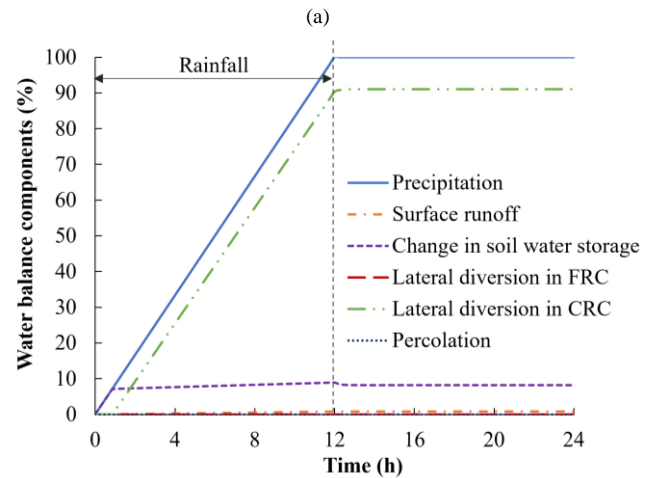 (a)
100
90
80
70
60
50
40
30
20
10
0
Water balance components (%)
Rainfall
Precipitation
Surface runoff
Change in soil water storage
Lateral diversion in FRC
Lateral diversion in CRC
Percolation
0 4 8 12 16 20 24
Time (h)